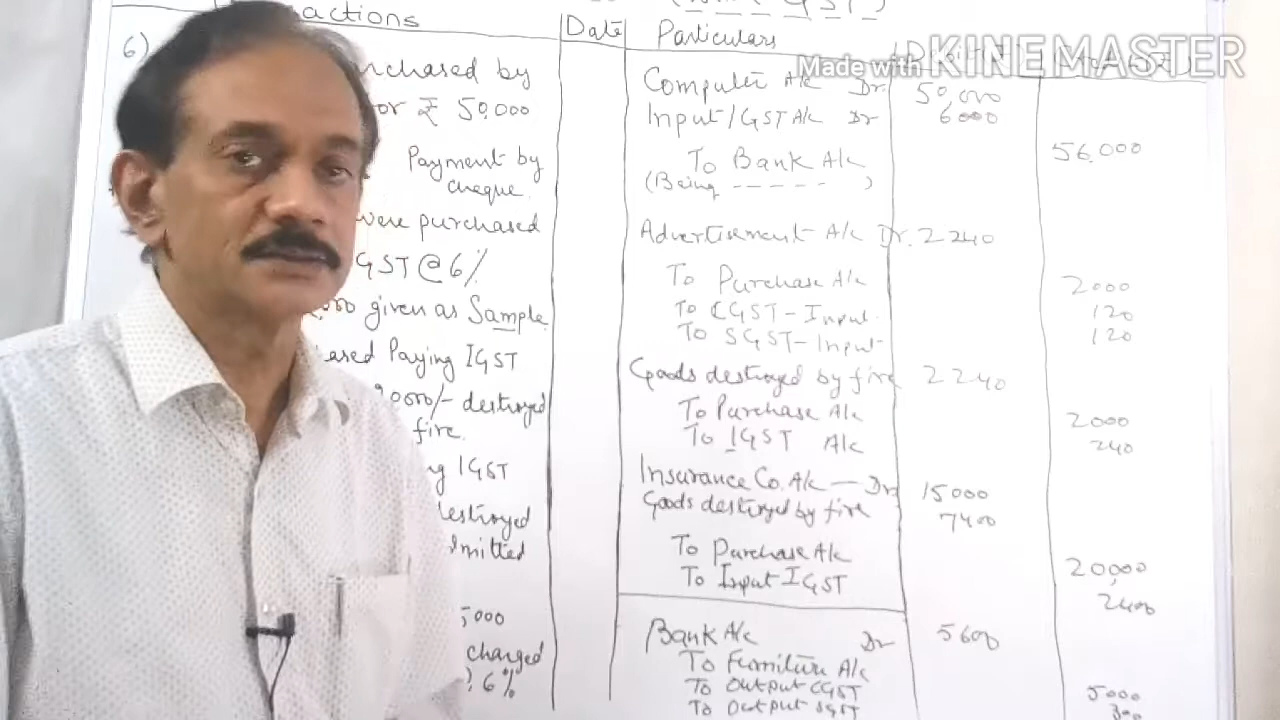 actions
Date
Particulars
Made with KINEMASTER
6)
rchased by
or ₹ 50,000
Payment by
cheque
were purchased
GST @ 6%
given as Sample
Paying IGST
destroyed
fire.
IGST
destroyed
mitted
5000
charged
6%
Computer A/c Dr 50,000
Input IGST A/c Dr 6000
To Bank A/c 56,000
(Being ------ )
Advertisement A/c Dr. 2240
To Purchase A/c 2000
To CGST-Input 120
To SGST-Input 120
Goods destroyed by fire 2240
To Purchase A/c 2000
To IGST A/c 240
Insurance Co. A/c — Dr 15000
Goods destroyed by fire 7400
To Purchase A/c 20,000
To Input IGST 2400
Bank A/c Dr 5600
To Furniture A/c 5000
To Output CGST
To Output SGST